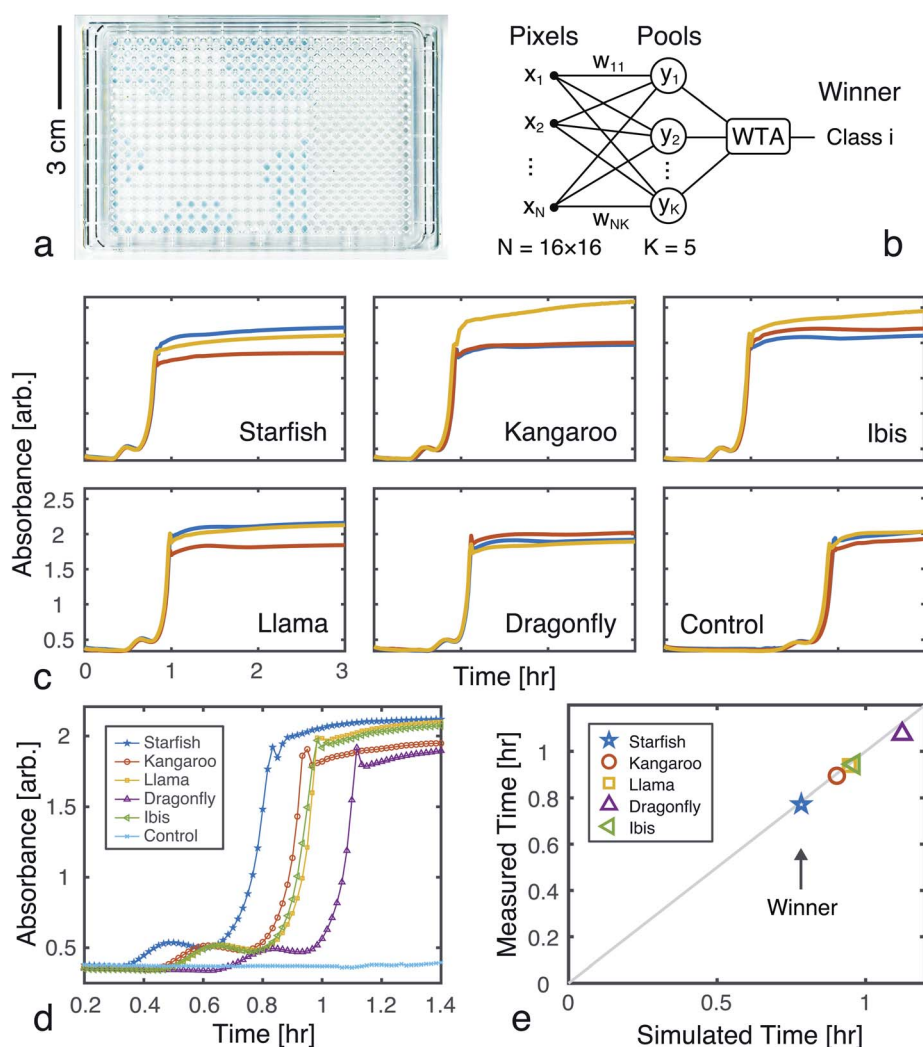 3 cm
a
Pixels
Pools
x1
x2
⋮
xN
w11
wNK
y1
y2
⋮
yK
WTA
Winner
Class i
N = 16×16
K = 5
b
Absorbance [arb.]
Starfish
Kangaroo
Ibis
2.5
2
1.5
1
0.5
Llama
Dragonfly
Control
0
1
2
3
Time [hr]
c
Absorbance [arb.]
2
1.5
1
0.5
Starfish
Kangaroo
Llama
Dragonfly
Ibis
Control
0.2
0.4
0.6
0.8
1
1.2
1.4
Time [hr]
d
Measured Time [hr]
1
0.8
0.6
0.4
0.2
0
Starfish
Kangaroo
Llama
Dragonfly
Ibis
Winner
0
0.5
1
Simulated Time [hr]
e